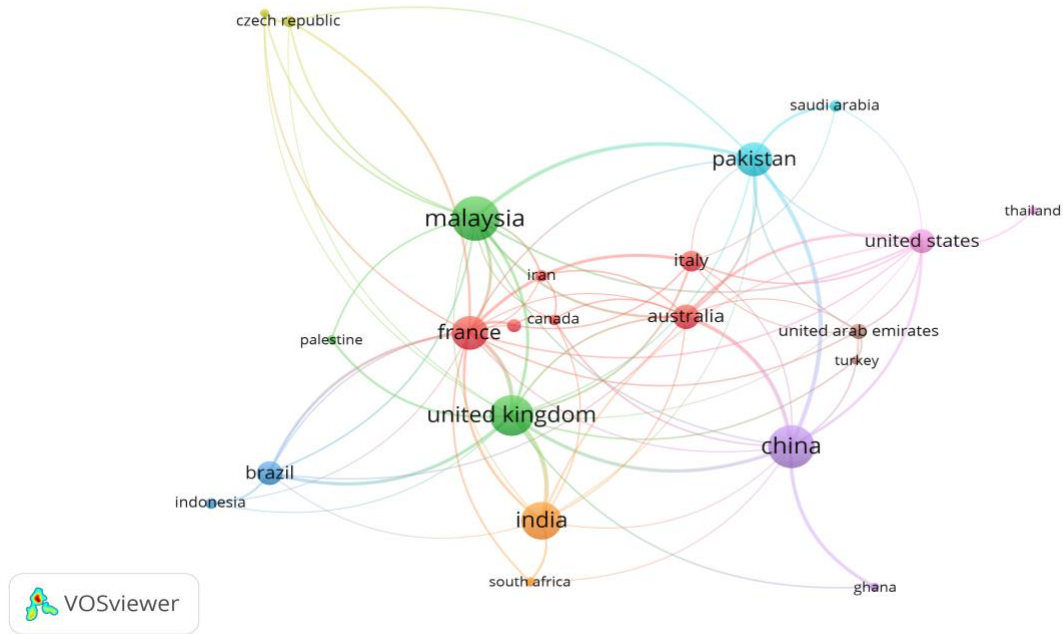 czech republic
saudi arabia
pakistan
thailand
malaysia
united states
italy
iran
australia
canada
france
united arab emirates
palestine
turkey
united kingdom
china
brazil
indonesia
india
south africa
ghana
VOSviewer